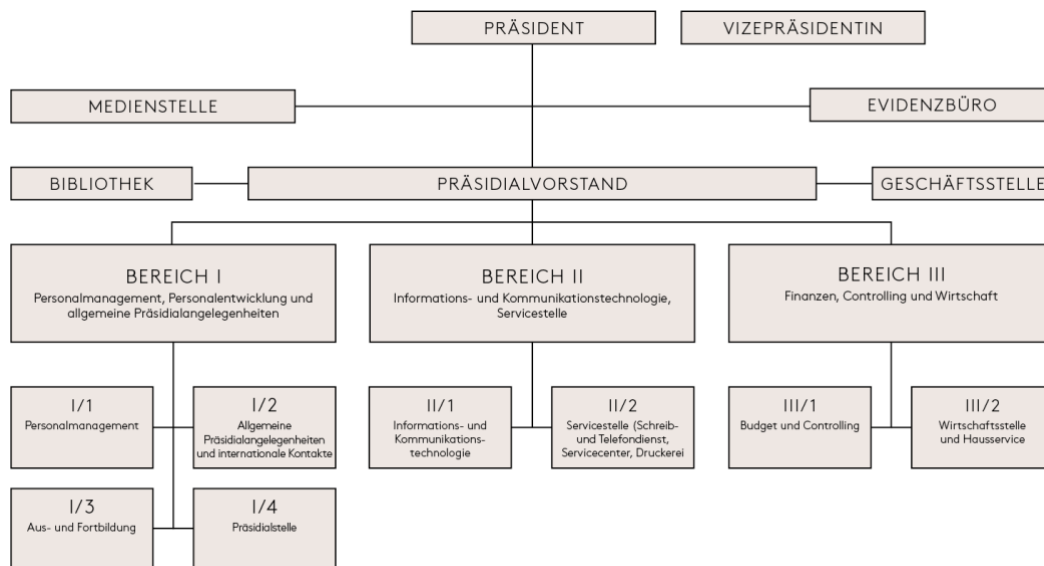 PRÄSIDENT
VIZEPRÄSIDENTIN
MEDIENSTELLE
EVIDENZBÜRO
BIBLIOTHEK
PRÄSIDIALVORSTAND
GESCHÄFTSSTELLE
BEREICH I
Personalmanagement, Personalentwicklung und
allgemeine Präsidialangelegenheiten
BEREICH II
Informations- und Kommunikationstechnologie,
Servicestelle
BEREICH III
Finanzen, Controlling und Wirtschaft
I/1
Personalmanagement
I/2
Allgemeine
Präsidialangelegenheiten
und internationale Kontakte
II/1
Informations- und
Kommunikations-
technologie
II/2
Servicestelle (Schreib-
und Telefondienst,
Servicecenter, Druckerei
III/1
Budget und Controlling
III/2
Wirtschaftsstelle
und Hausservice
I/3
Aus- und Fortbildung
I/4
Präsidialstelle